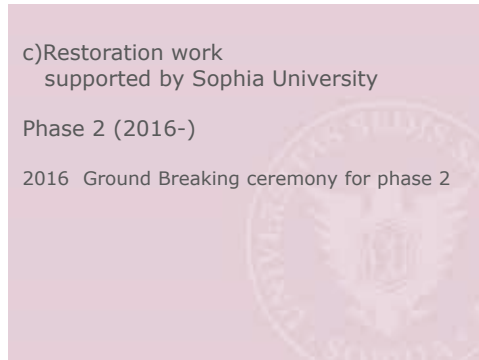 c)Restoration work
supported by Sophia University
Phase 2 (2016-)
2016 Ground Breaking ceremony for phase 2